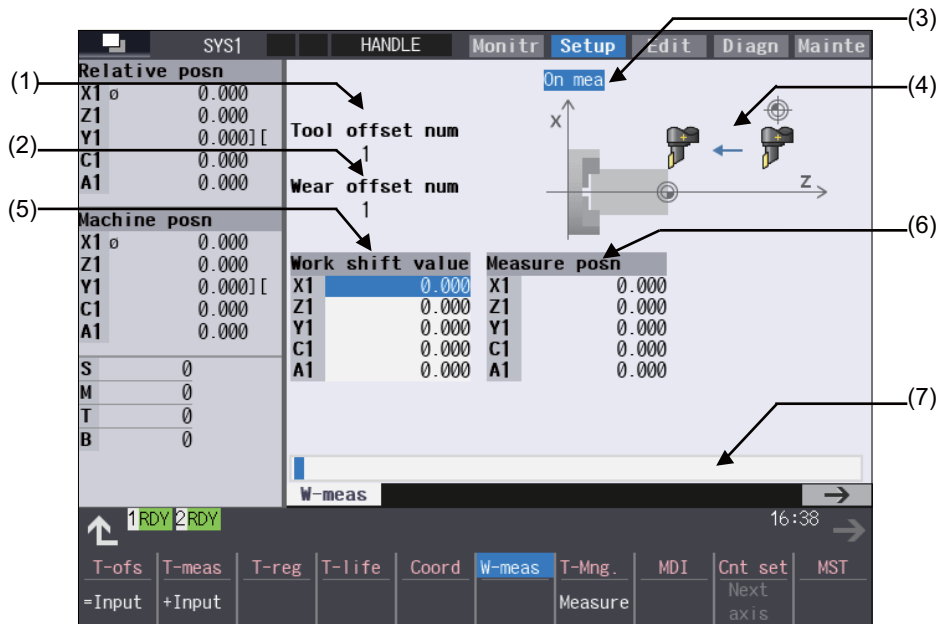 (3)
SYS1 HANDLE Monitr Setup Edit Diagn Mainte
Relative posn
X1 ø 0.000
Z1 0.000
Y1 0.000][
C1 0.000
A1 0.000
Machine posn
X1 ø 0.000
Z1 0.000
Y1 0.000][
C1 0.000
A1 0.000
S 0
M 0
T 0
B 0
(1)
(2)
(5)
Tool offset num
1
Wear offset num
1
On mea
X
Z
(4)
(6)
Work shift value
X1 0.000
Z1 0.000
Y1 0.000
C1 0.000
A1 0.000
Measure posn
X1 0.000
Z1 0.000
Y1 0.000
C1 0.000
A1 0.000
(7)
W-meas
1 RDY 2 RDY
16:38
T-ofs T-meas T-reg T-life Coord W-meas T-Mng. MDI Cnt set MST
=Input +Input Measure Next axis